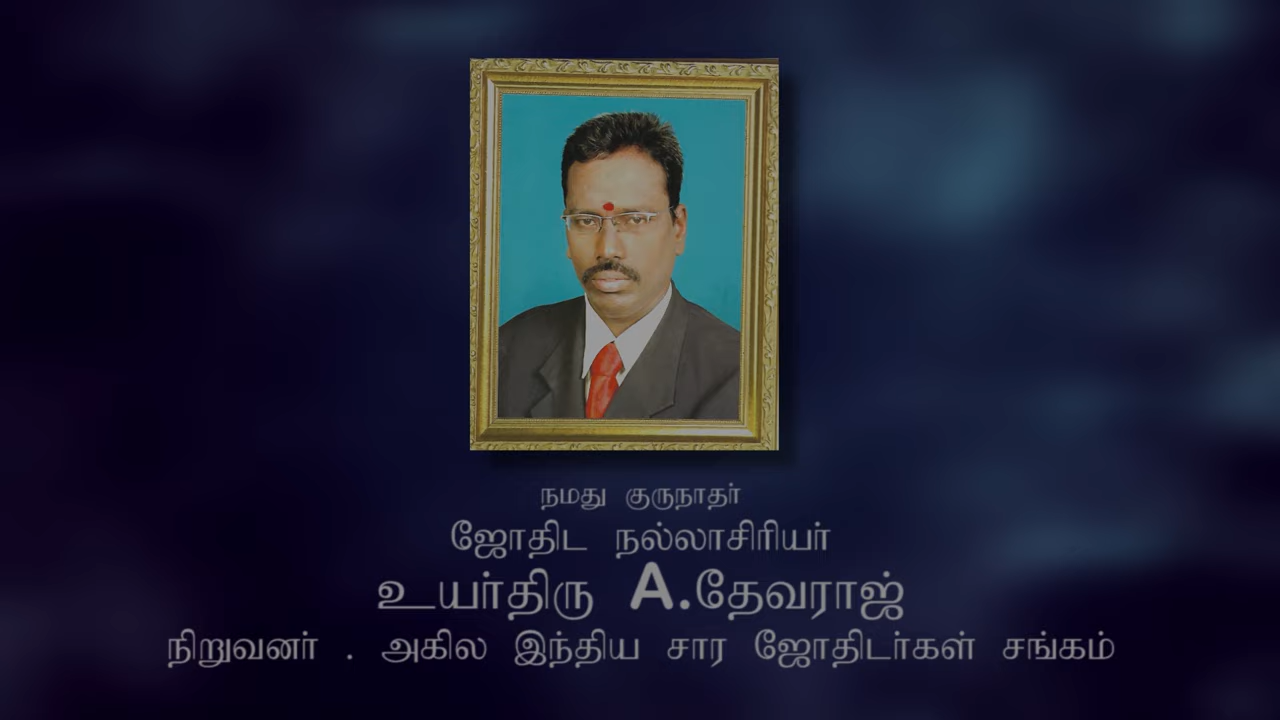 நமது குருநாதர்
ஜோதிட நல்லாசிரியர்
உயர்திரு A.தேவராஜ்
நிறுவனர் . அகில இந்திய சார ஜோதிடர்கள் சங்கம்